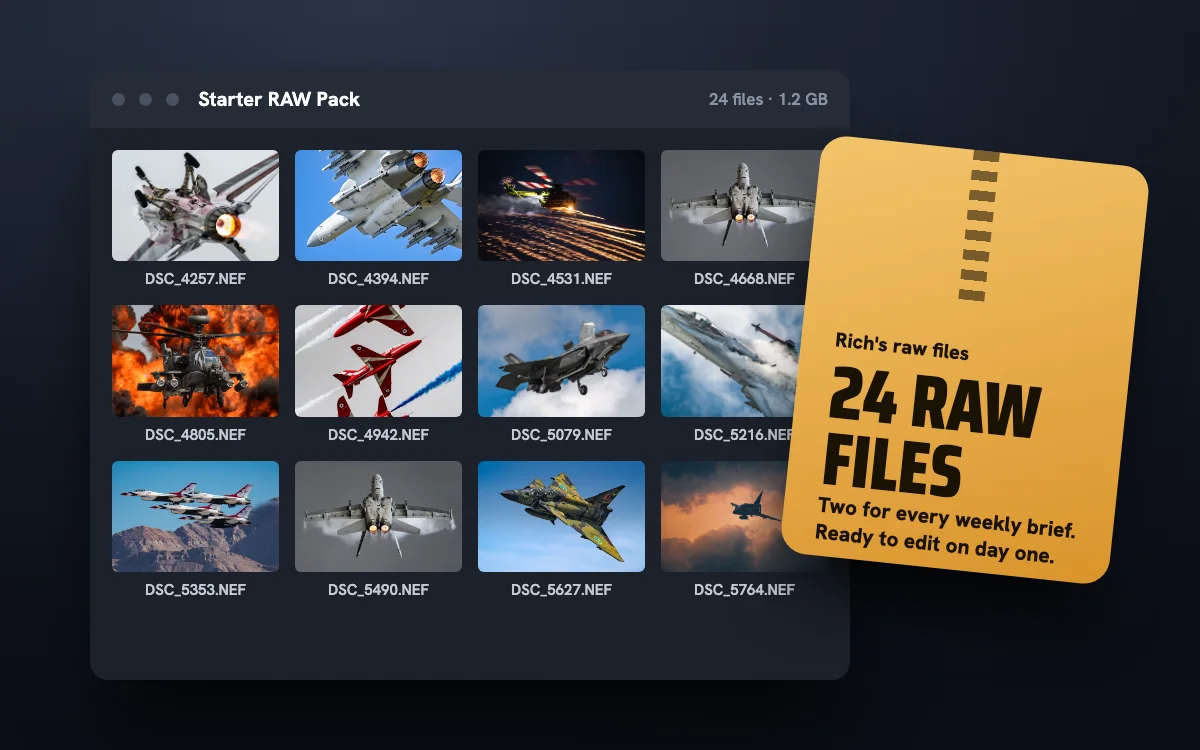 Starter RAW Pack
24 files · 1.2 GB
DSC_4257.NEF
DSC_4394.NEF
DSC_4531.NEF
DSC_4668.NEF
DSC_4805.NEF
DSC_4942.NEF
DSC_5079.NEF
DSC_5216.NEF
DSC_5353.NEF
DSC_5490.NEF
DSC_5627.NEF
DSC_5764.NEF
Rich's raw files
24 RAW
FILES
Two for every weekly brief.
Ready to edit on day one.